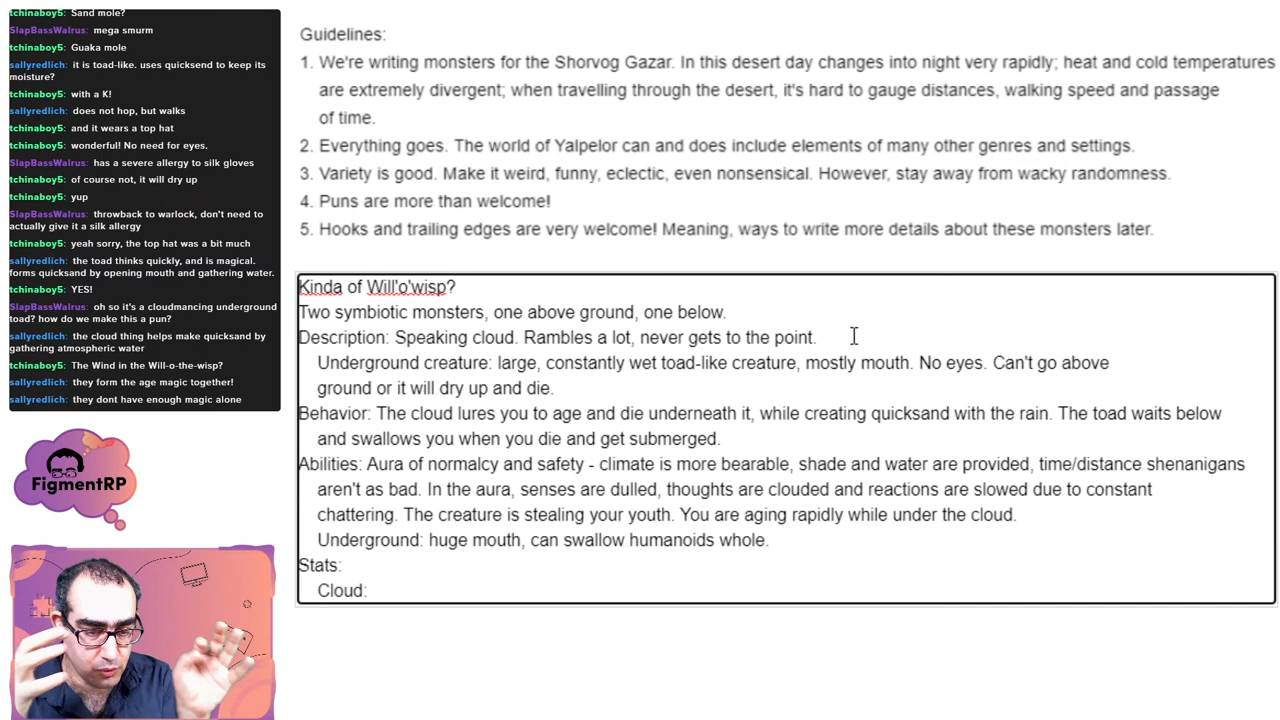 tchinaboy5: Sand mole?
SlapBassWalrus: mega smurm
tchinaboy5: Guaka mole
sallyredlich: it is toad-like. uses quicksend to keep its
moisture?
tchinaboy5: with a K!
sallyredlich: does not hop, but walks
tchinaboy5: and it wears a top hat
tchinaboy5: wonderful! No need for eyes.
SlapBassWalrus: has a severe allergy to silk gloves
tchinaboy5: of course not, it will dry up
tchinaboy5: yup
SlapBassWalrus: throwback to warlock, don't need to
actually give it a silk allergy
tchinaboy5: yeah sorry, the top hat was a bit much
sallyredlich: the toad thinks quickly, and is magical.
forms quicksand by opening mouth and gathering water.
tchinaboy5: YES!
SlapBassWalrus: oh so it's a cloudmancing underground
toad? how do we make this a pun?
sallyredlich: the cloud thing helps make quicksand by
gathering atmospheric water
tchinaboy5: The Wind in the Will-o-the-wisp?
sallyredlich: they form the age magic together!
sallyredlich: they dont have enough magic alone
FigmentRP
Guidelines:
1. We're writing monsters for the Shorvog Gazar. In this desert day changes into night very rapidly; heat and cold temperatures
are extremely divergent; when travelling through the desert, it's hard to gauge distances, walking speed and passage
of time.
2. Everything goes. The world of Yalpelor can and does include elements of many other genres and settings.
3. Variety is good. Make it weird, funny, eclectic, even nonsensical. However, stay away from wacky randomness.
4. Puns are more than welcome!
5. Hooks and trailing edges are very welcome! Meaning, ways to write more details about these monsters later.
Kinda of Will'o'wisp?
Two symbiotic monsters, one above ground, one below.
Description: Speaking cloud. Rambles a lot, never gets to the point.
Underground creature: large, constantly wet toad-like creature, mostly mouth. No eyes. Can't go above
ground or it will dry up and die.
Behavior: The cloud lures you to age and die underneath it, while creating quicksand with the rain. The toad waits below
and swallows you when you die and get submerged.
Abilities: Aura of normalcy and safety - climate is more bearable, shade and water are provided, time/distance shenanigans
aren't as bad. In the aura, senses are dulled, thoughts are clouded and reactions are slowed due to constant
chattering. The creature is stealing your youth. You are aging rapidly while under the cloud.
Underground: huge mouth, can swallow humanoids whole.
Stats:
Cloud: